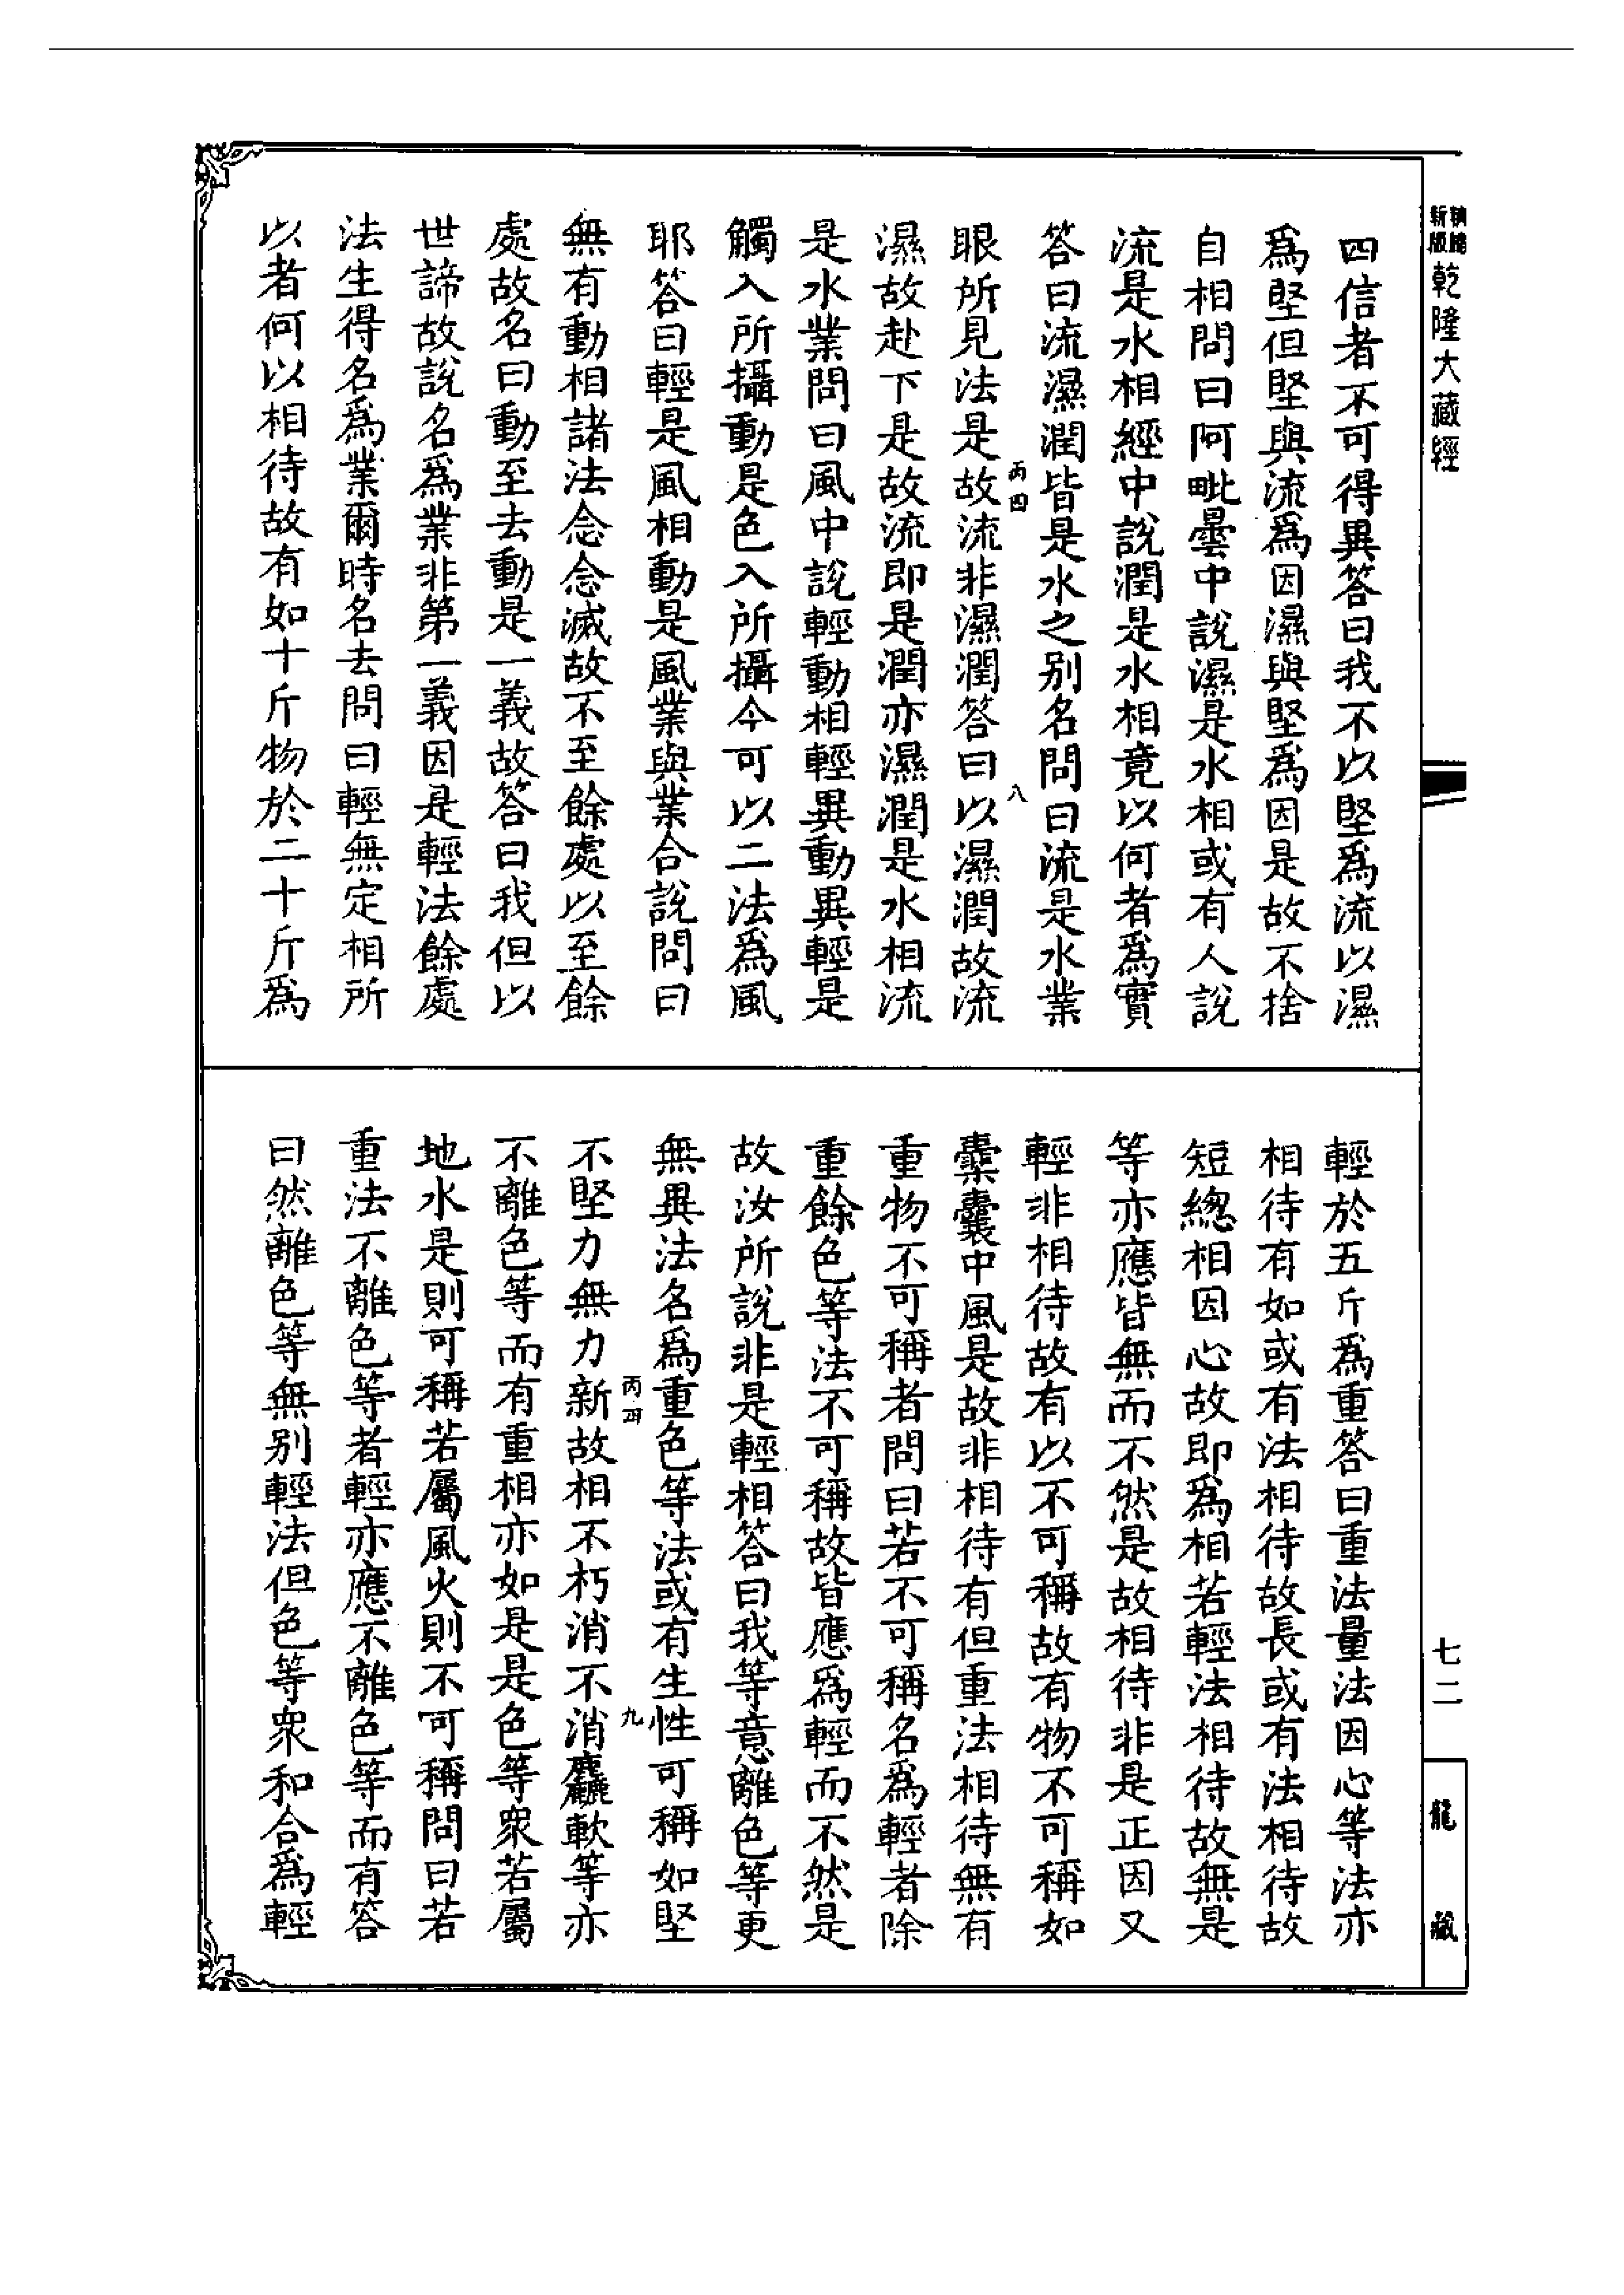 新版
乾隆大藏經
四信者不可得異答曰我不以堅為流以濕
為堅但堅與流為因濕與堅為因是故不捨
自相問曰阿毗曇中說濕是水相或有人說
流是水相經中說潤是水相竟以何者為實
答曰流濕潤皆是水之别名問曰流是水業
丙四
八
眼所見法是故流非濕潤答曰以濕潤故流
濕故赴下是故流即是潤亦濕潤是水相流
是水業問曰風中說輕動相輕異動異輕是
觸入所攝動是色入所攝今可以二法為風
耶答曰輕是風相動是風業與業合說問曰
無有動相諸法念念滅故不至餘處以至餘
處故名曰動至去動是一義故答曰我但以
世諦故說名為業非第一義因是輕法餘處
法生得名為業爾時名去問曰輕無定相所
以者何以相待故有如十斤物於二十斤為
輕於五斤為重答曰重法量法因心等法亦
相待有如或有法相待故長或有法相待故
短總相因心故即為相若輕法相待故無是
等亦應皆無而不然是故相待非是正因又
輕非相待故有以不可稱故有物不可稱如
橐囊中風是故非相待有但重法相待無有
重物不可稱者問曰若不可稱名為輕者除
重餘色等法不可稱故皆應為輕而不然是
故汝所說非是輕相答曰我等意離色等更
無異法名為重色等法或有生性可稱如堅
丙四
九
不堅力無力新故相不朽消不消麤軟等亦
不離色等而有重相亦如是是色等衆若屬
地水是則可稱若屬風火則不可稱問曰若
重法不離色等者輕亦應不離色等而有答
曰然離色等無别輕法但色等衆和合為輕
七二
龍藏